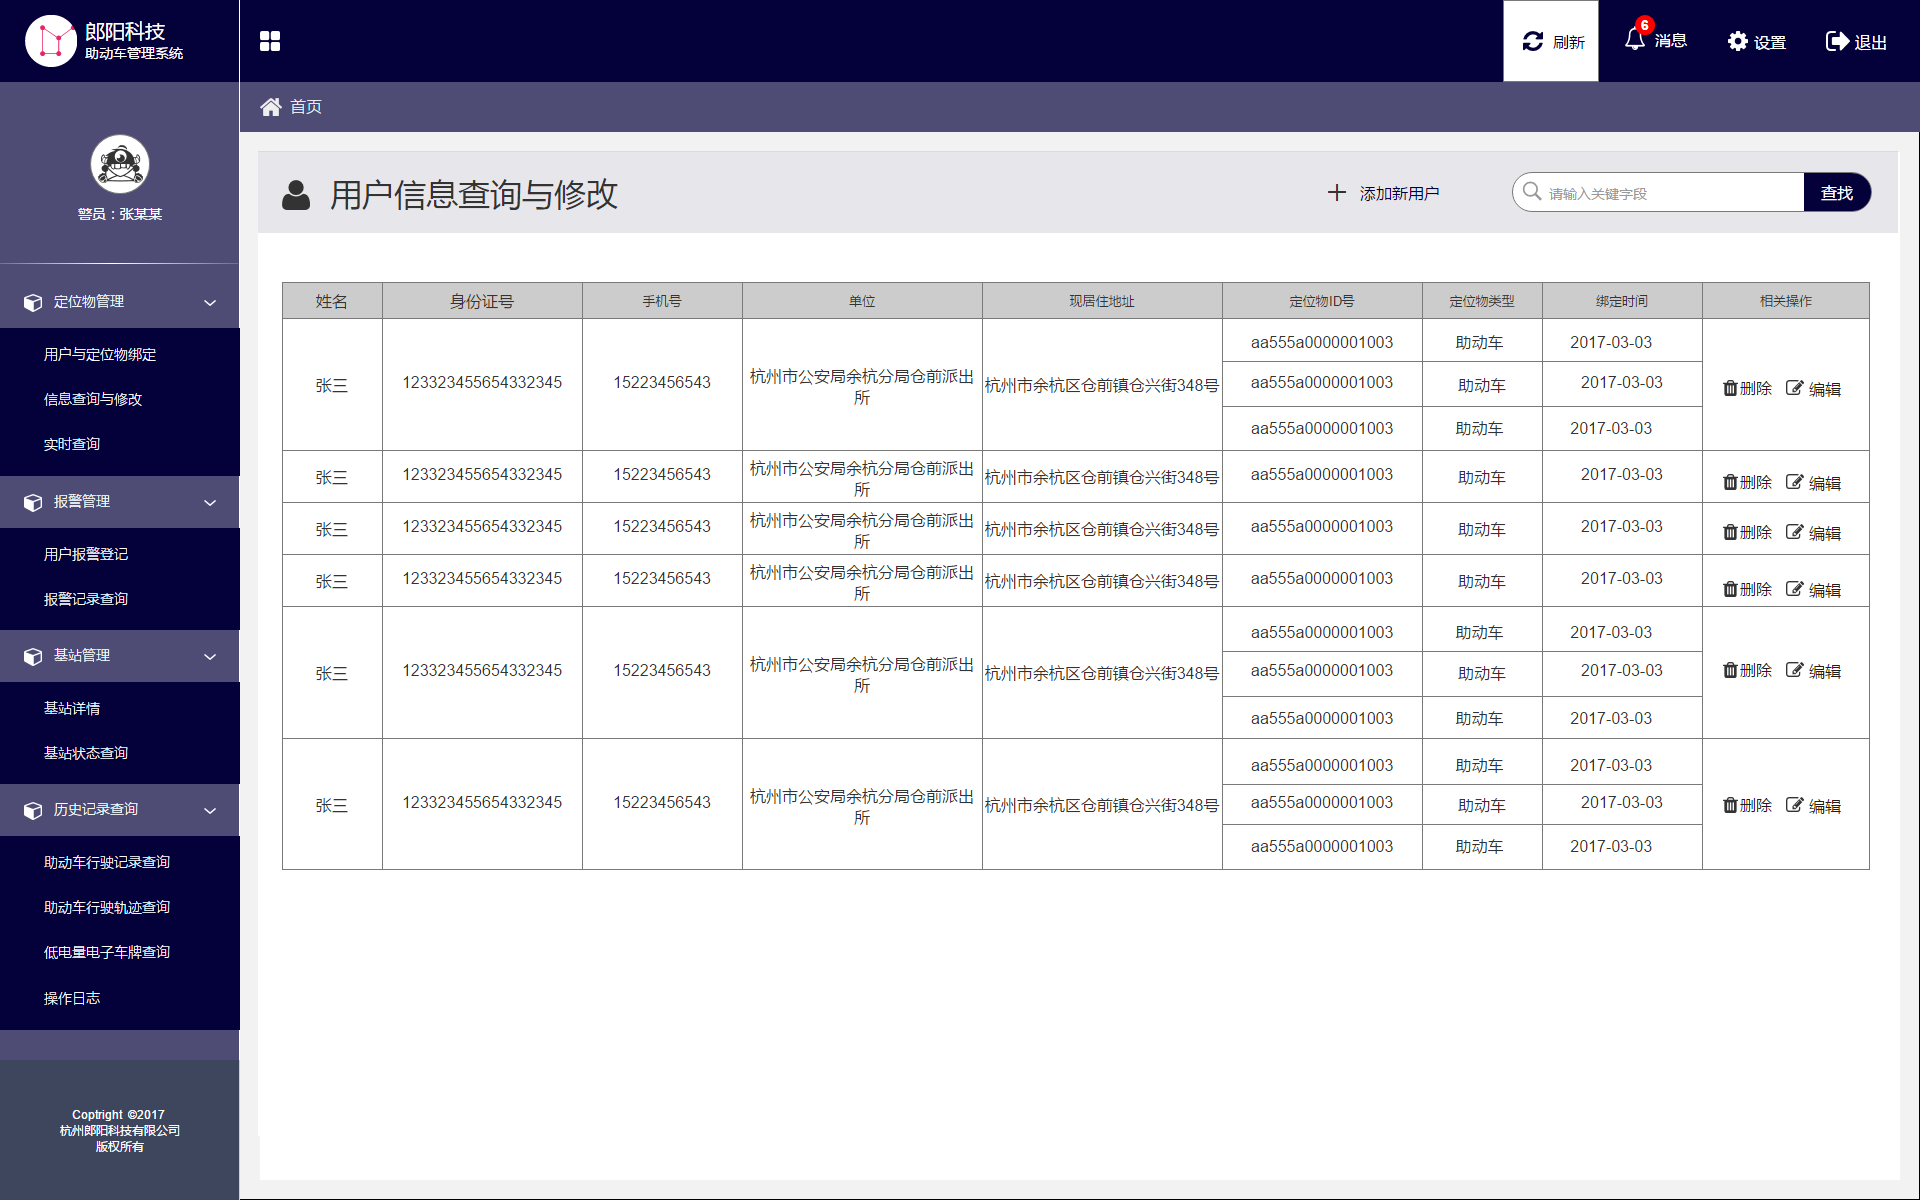 郎阳科技
助动车管理系统
刷新
6
消息
设置
退出
首页
警员：张某某
定位物管理
用户与定位物绑定
信息查询与修改
实时查询
报警管理
用户报警登记
报警记录查询
基站管理
基站详情
基站状态查询
历史记录查询
助动车行驶记录查询
助动车行驶轨迹查询
低电量电子车牌查询
操作日志
Coptright ©2017
杭州郎阳科技有限公司
版权所有
用户信息查询与修改
添加新用户
请输入关键字段
查找
姓名 身份证号 手机号 单位 现居住地址 定位物ID号 定位物类型 绑定时间 相关操作
aa555a0000001003 助动车 2017-03-03
张三 123323455654332345 15223456543 杭州市公安局余杭分局仓前派出
所 杭州市余杭区仓前镇仓兴街348号 aa555a0000001003 助动车 2017-03-03 删除 编辑
aa555a0000001003 助动车 2017-03-03
张三 123323455654332345 15223456543 杭州市公安局余杭分局仓前派出
所 杭州市余杭区仓前镇仓兴街348号 aa555a0000001003 助动车 2017-03-03 删除 编辑
张三 123323455654332345 15223456543 杭州市公安局余杭分局仓前派出
所 杭州市余杭区仓前镇仓兴街348号 aa555a0000001003 助动车 2017-03-03 删除 编辑
张三 123323455654332345 15223456543 杭州市公安局余杭分局仓前派出
所 杭州市余杭区仓前镇仓兴街348号 aa555a0000001003 助动车 2017-03-03 删除 编辑
aa555a0000001003 助动车 2017-03-03
张三 123323455654332345 15223456543 杭州市公安局余杭分局仓前派出
所 杭州市余杭区仓前镇仓兴街348号 aa555a0000001003 助动车 2017-03-03 删除 编辑
aa555a0000001003 助动车 2017-03-03
aa555a0000001003 助动车 2017-03-03
张三 123323455654332345 15223456543 杭州市公安局余杭分局仓前派出
所 杭州市余杭区仓前镇仓兴街348号 aa555a0000001003 助动车 2017-03-03 删除 编辑
aa555a0000001003 助动车 2017-03-03